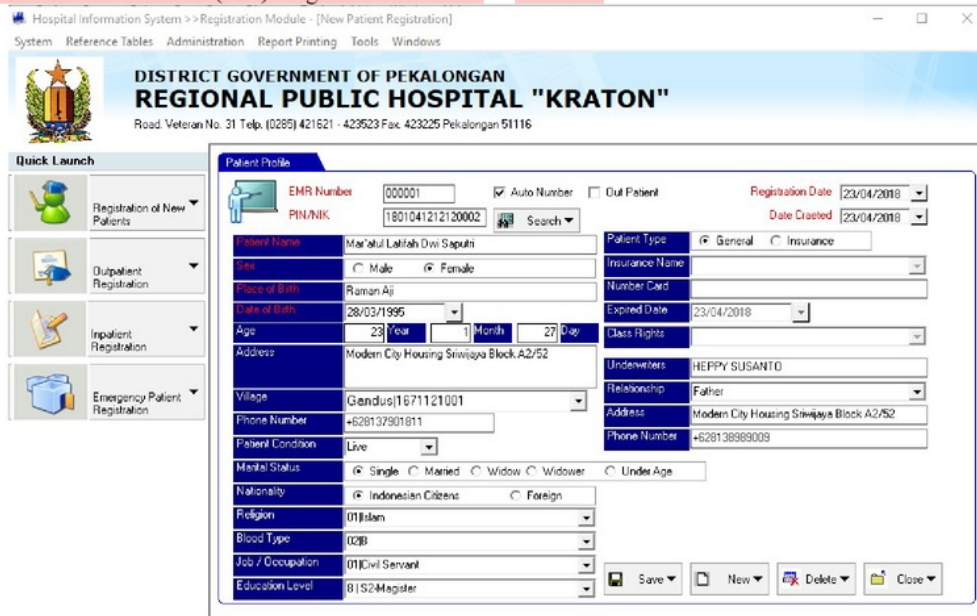 Hospital Information System >>Registration Module - [New Patient Registration]
System Reference Tables Administration Report Printing Tools Windows
DISTRICT GOVERNMENT OF PEKALONGAN
REGIONAL PUBLIC HOSPITAL "KRATON"
Road. Veteran No. 31 Telp. (0285) 421621 - 423523 Fax. 423225 Pekalongan 51116
Quick Launch
Registration of New
Patients
Outpatient
Registration
Inpatient
Registration
Emergency Patient
Registration
Patient Profile
EMR Number 000001 Auto Number Out Patient Registration Date 23/04/2018
PIN/NIK 1801041212120002 Search Date Craeted 23/04/2018
Patient Name Mar'atul Latifah Dwi Saputri
Sex Male Female
Place of Birth Raman Aji
Date of Birth 28/03/1995
Age 23 Year 1 Month 27 Day
Address Modern City Housing Sriwijaya Block A2/52
Village Gandus|1671121001
Phone Number +628137901811
Patient Condition Live
Marital Status Single Married Widow Widower Under Age
Nationality Indonesian Citizens Foreign
Religion 01|Islam
Blood Type 02|B
Job / Occupation 01|Civil Servant
Education Level 8|S2-Magister
Patient Type General Insurance
Insurance Name
Number Card
Expired Date 23/04/2018
Class Rights
Underwriters HEPPY SUSANTO
Relationship Father
Address Modern City Housing Sriwijaya Block A2/52
Phone Number +628138989009
Save New Delete Close